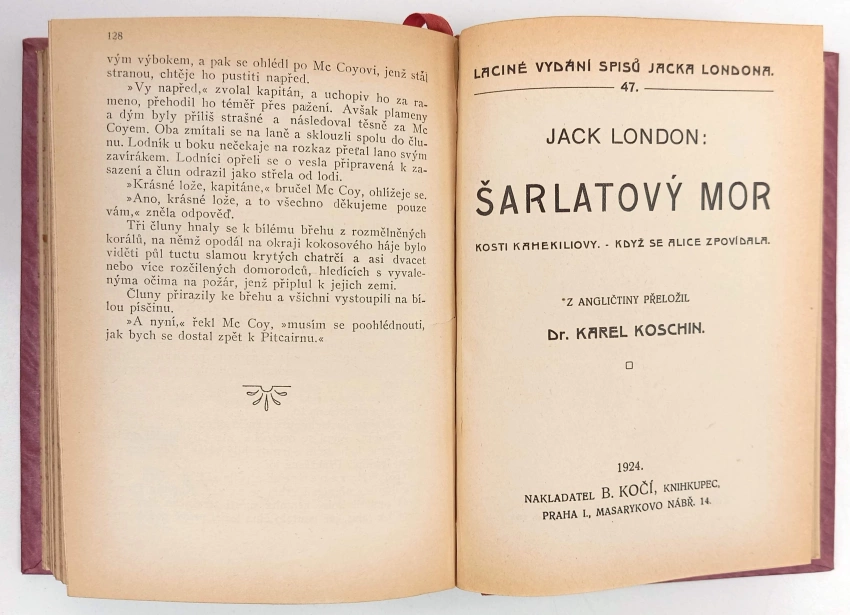 128
vým výbokem, a pak se ohlédl po Mc Coyovi, jenž stál
stranou, chtěje ho pustiti napřed.
»Vy napřed,« zvolal kapitán, a uchopiv ho za ra-
meno, přehodil ho téměř přes pažení. Avšak plameny
a dým byly příliš strašné a následoval těsně za Mc
Coyem. Oba zmítali se na laně a sklouzli spolu do člu-
nu. Lodník u boku nečekaje na rozkaz přeťal lano svým
zavírákem. Lodníci opřeli se o vesla připravená k za-
sazení a člun odrazil jako střela od lodi.
»Krásné lože, kapitáne,« bručel Mc Coy, ohlížeje se.
»Ano, krásné lože, a to všechno děkujeme pouze
vám,« zněla odpověď.
Tři čluny hnaly se k bílému břehu z rozmělněných
korálů, na němž opodál na okraji kokosového háje bylo
viděti půl tuctu slamou krytých chatrčí a asi dvacet
nebo více rozčilených domorodců, hledících s vyvale-
nýma očima na požár, jenž připlul k jejich zemi.
Čluny přirazily ke břehu a všichni vystoupili na bí-
lou písčinu.
»A nyní,« řekl Mc Coy, »musím se poohlédnouti,
jak bych se dostal zpět k Pitcairnu.«
LACINÉ VYDÁNÍ SPISŮ JACKA LONDONA.
47.
JACK LONDON:
ŠARLATOVÝ MOR
KOSTI KAHEKILIOVY. - KDYŽ SE ALICE ZPOVÍDALA.
Z ANGLIČTINY PŘELOŽIL
Dr. KAREL KOSCHIN.
1924.
NAKLADATEL B. KOČÍ, KNIHKUPEC,
PRAHA I., MASARYKOVO NÁBŘ. 14.